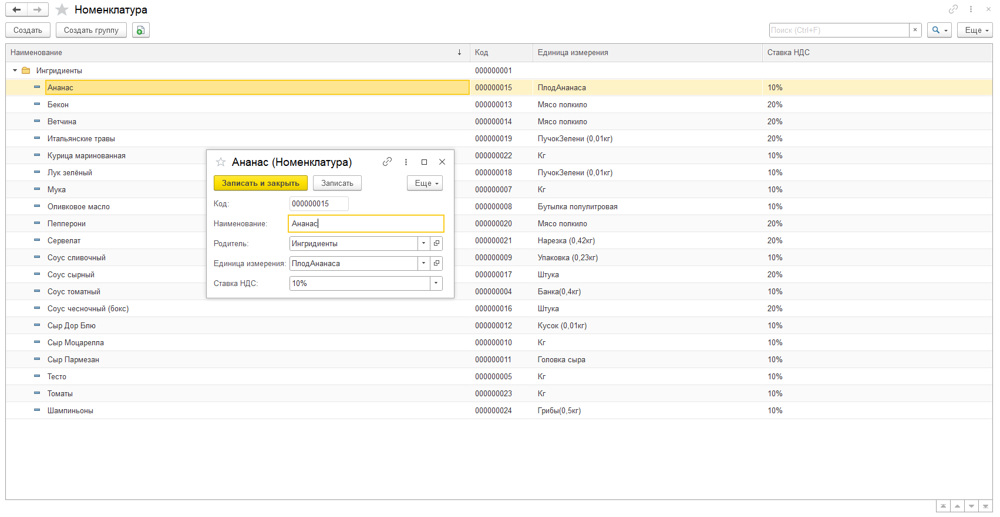 Номенклатура
Создать Создать группу Поиск (Ctrl+F) Еще
Наименование Код Единица измерения Ставка НДС
Ингридиенты 000000001
Ананас 000000015 ПлодАнанаса 10%
Бекон 000000013 Мясо полкило 20%
Ветчина 000000014 Мясо полкило 20%
Итальянские травы 000000019 ПучокЗелени (0,01кг) 20%
Курица маринованная 000000022 Кг 10%
Лук зелёный 000000018 ПучокЗелени (0,01кг) 10%
Мука 000000007 Кг 10%
Оливковое масло 000000008 Бутылка полулитровая 10%
Пепперони 000000020 Мясо полкило 20%
Сервелат 000000021 Нарезка (0,42кг) 20%
Соус сливочный 000000009 Упаковка (0,23кг) 10%
Соус сырный 000000017 Штука 20%
Соус томатный 000000004 Банка(0,4кг) 10%
Соус чесночный (бокс) 000000016 Штука 20%
Сыр Дор Блю 000000012 Кусок (0,01кг) 10%
Сыр Моцарелла 000000010 Кг 10%
Сыр Пармезан 000000011 Головка сыра 10%
Тесто 000000005 Кг 10%
Томаты 000000023 Кг 10%
Шампиньоны 000000024 Грибы(0,5кг) 10%
Ананас (Номенклатура)
Записать и закрыть Записать Еще
Код: 000000015
Наименование: Ананас
Родитель: Ингридиенты
Единица измерения: ПлодАнанаса
Ставка НДС: 10%